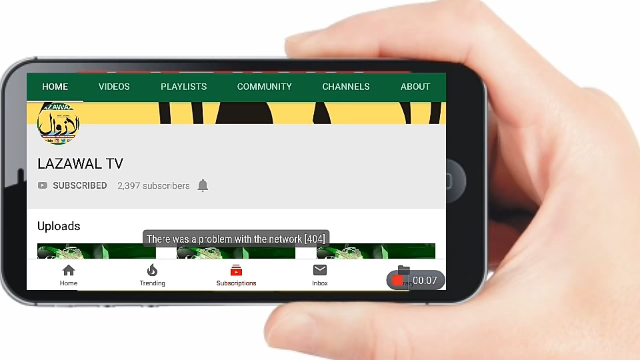 HOME VIDEOS PLAYLISTS COMMUNITY CHANNELS ABOUT
لازوال
LAZAWAL TV
SUBSCRIBED 2,397 subscribers
Uploads
There was a problem with the network [404]
Home Trending Subscriptions Inbox
00:07